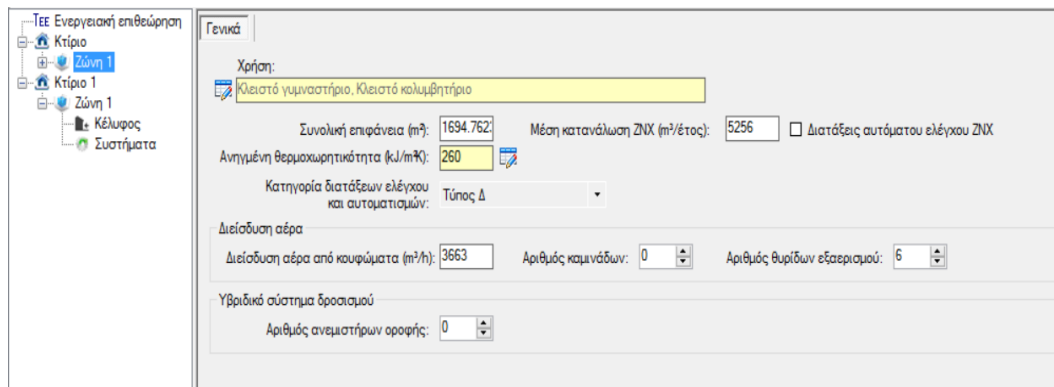 ΤΕΕ Ενεργειακή επιθεώρηση
Κτίριο
Ζώνη 1
Κτίριο 1
Ζώνη 1
Κέλυφος
Συστήματα
Γενικά
Χρήση:
Κλειστό γυμναστήριο, Κλειστό κολυμβητήριο
Συνολική επιφάνεια (m²): 1694.762 Μέση κατανάλωση ΖΝΧ (m³/έτος): 5256 Διατάξεις αυτόματου ελέγχου ΖΝΧ
Ανηγμένη θερμοχωρητικότητα (kJ/m²K): 260
Κατηγορία διατάξεων ελέγχου
και αυτοματισμών: Τύπος Δ
Διείσδυση αέρα
Διείσδυση αέρα από κουφώματα (m³/h): 3663 Αριθμός καμινάδων: 0 Αριθμός θυρίδων εξαερισμού: 6
Υβριδικό σύστημα δροσισμού
Αριθμός ανεμιστήρων οροφής: 0